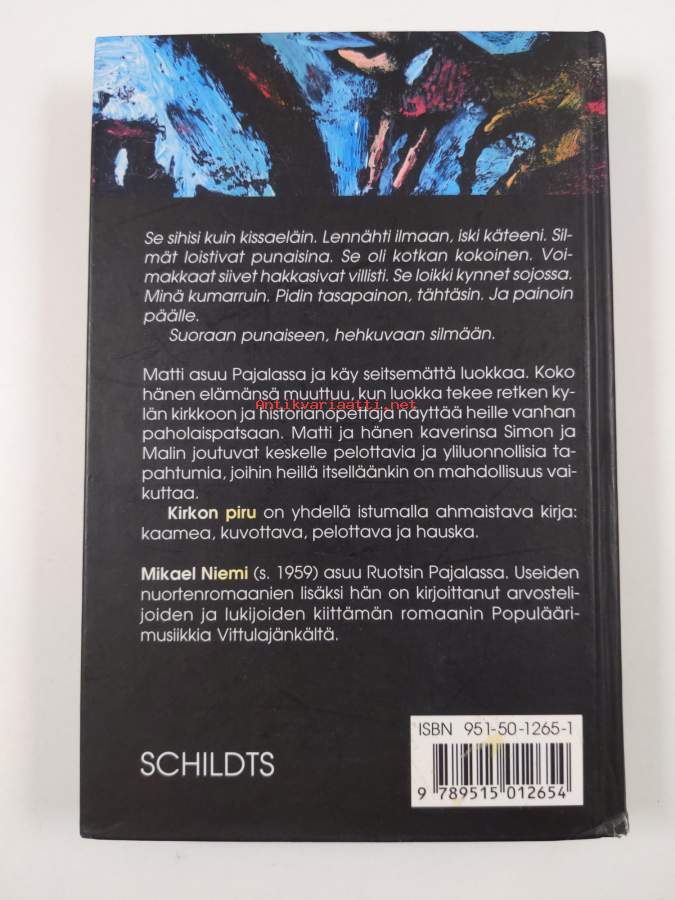 Se sihisi kuin kissaeläin. Lennähti ilmaan, iski käteeni. Sil-
mät loistivat punaisina. Se oli kotkan kokoinen. Voi-
makkaat siivet hakkasivat villisti. Se loikki kynnet sojossa.
Minä kumarruin. Pidin tasapainon, tähtäsin. Ja painoin
päälle.
Suoraan punaiseen, hehkuvaan silmään.
Matti asuu Pajalassa ja käy seitsemättä luokkaa. Koko
hänen elämänsä muuttuu, kun luokka tekee retken ky-
Antikvariaatti.net
län kirkkoon ja historianopettaja näyttää heille vanhan
paholaispatsaan. Matti ja hänen kaverinsa Simon ja
Malin joutuvat keskelle pelottavia ja yliluonnollisia ta-
pahtumia, joihin heillä itselläänkin on mahdollisuus vai-
kuttaa.
Kirkon piru on yhdellä istumalla ahmaistava kirja:
kaamea, kuvottava, pelottava ja hauska.
Mikael Niemi (s. 1959) asuu Ruotsin Pajalassa. Useiden
nuortenromaanien lisäksi hän on kirjoittanut arvosteli-
joiden ja lukijoiden kiittämän romaanin Populääri-
musiikkia Vittulajänkältä.
ISBN 951-50-1265-1
SCHILDTS
9 789515 012654